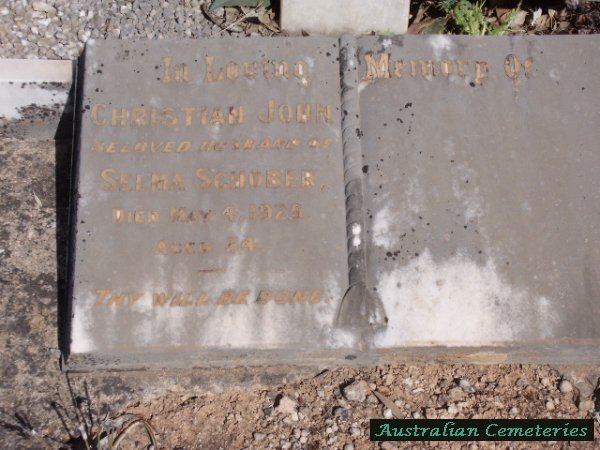 In Loving Memory Of
Christian John
Beloved Husband of
Selma Schuber,
Died May 4, 1929.
Aged 54.
Thy will be done.
Australian Cemeteries